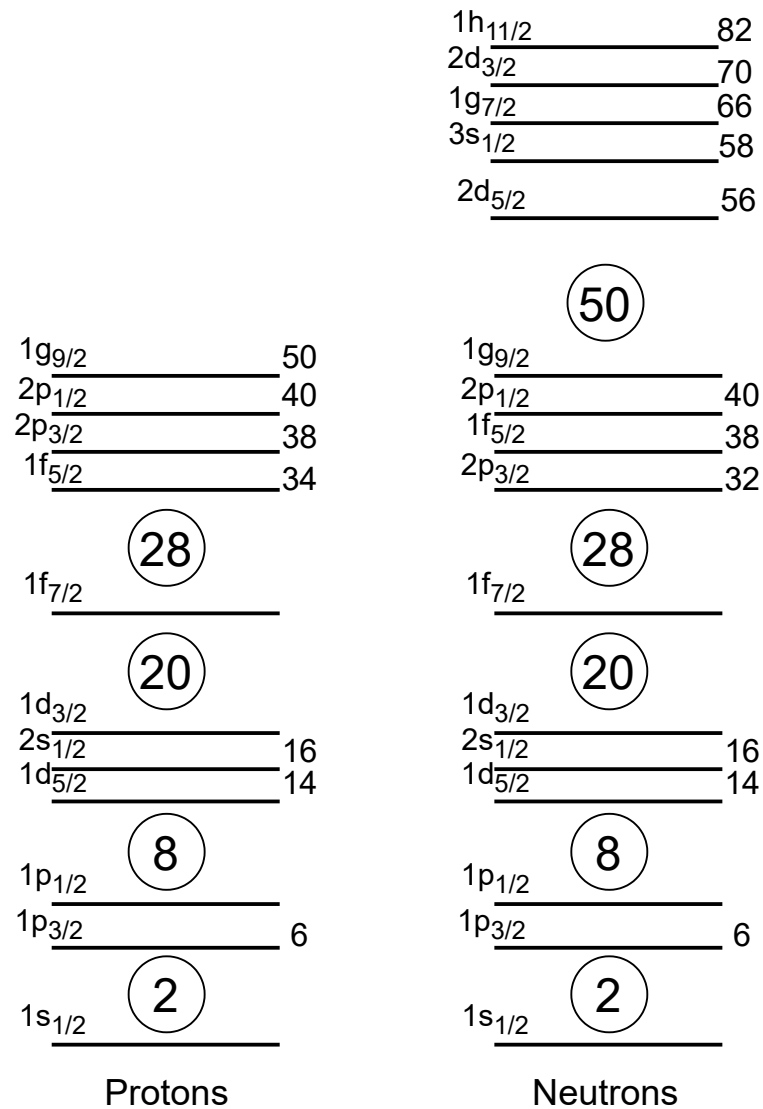 1h11/2 82
2d3/2 70
1g7/2 66
3s1/2 58
2d5/2 56
50
1g9/2 50 1g9/2
2p1/2 40 2p1/2 40
2p3/2 38 1f5/2 38
1f5/2 34 2p3/2 32
28 28
1f7/2 1f7/2
20 20
1d3/2 1d3/2
2s1/2 16 2s1/2 16
1d5/2 14 1d5/2 14
8 8
1p1/2 1p1/2
1p3/2 6 1p3/2 6
2 2
1s1/2 1s1/2
Protons Neutrons